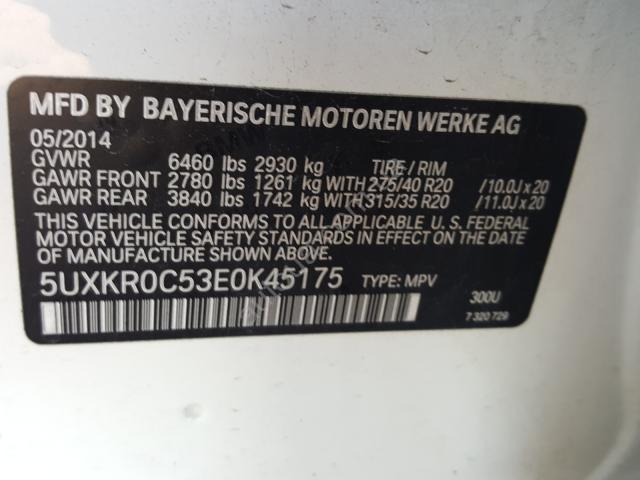 MFD BY BAYERISCHE MOTOREN WERKE AG
05/2014
GVWR 6460 lbs 2930 kg TIRE / RIM
GAWR FRONT 2780 lbs 1261 kg WITH 275/40 R20 /10.0J x 20
GAWR REAR 3840 lbs 1742 kg WITH 315/35 R20 /11.0J x 20
THIS VEHICLE CONFORMS TO ALL APPLICABLE U. S. FEDERAL
MOTOR VEHICLE SAFETY STANDARDS IN EFFECT ON THE DATE
OF MANUFACTURE SHOWN ABOVE.
5UXKR0C53E0K45175 TYPE: MPV
300U
7 320 729